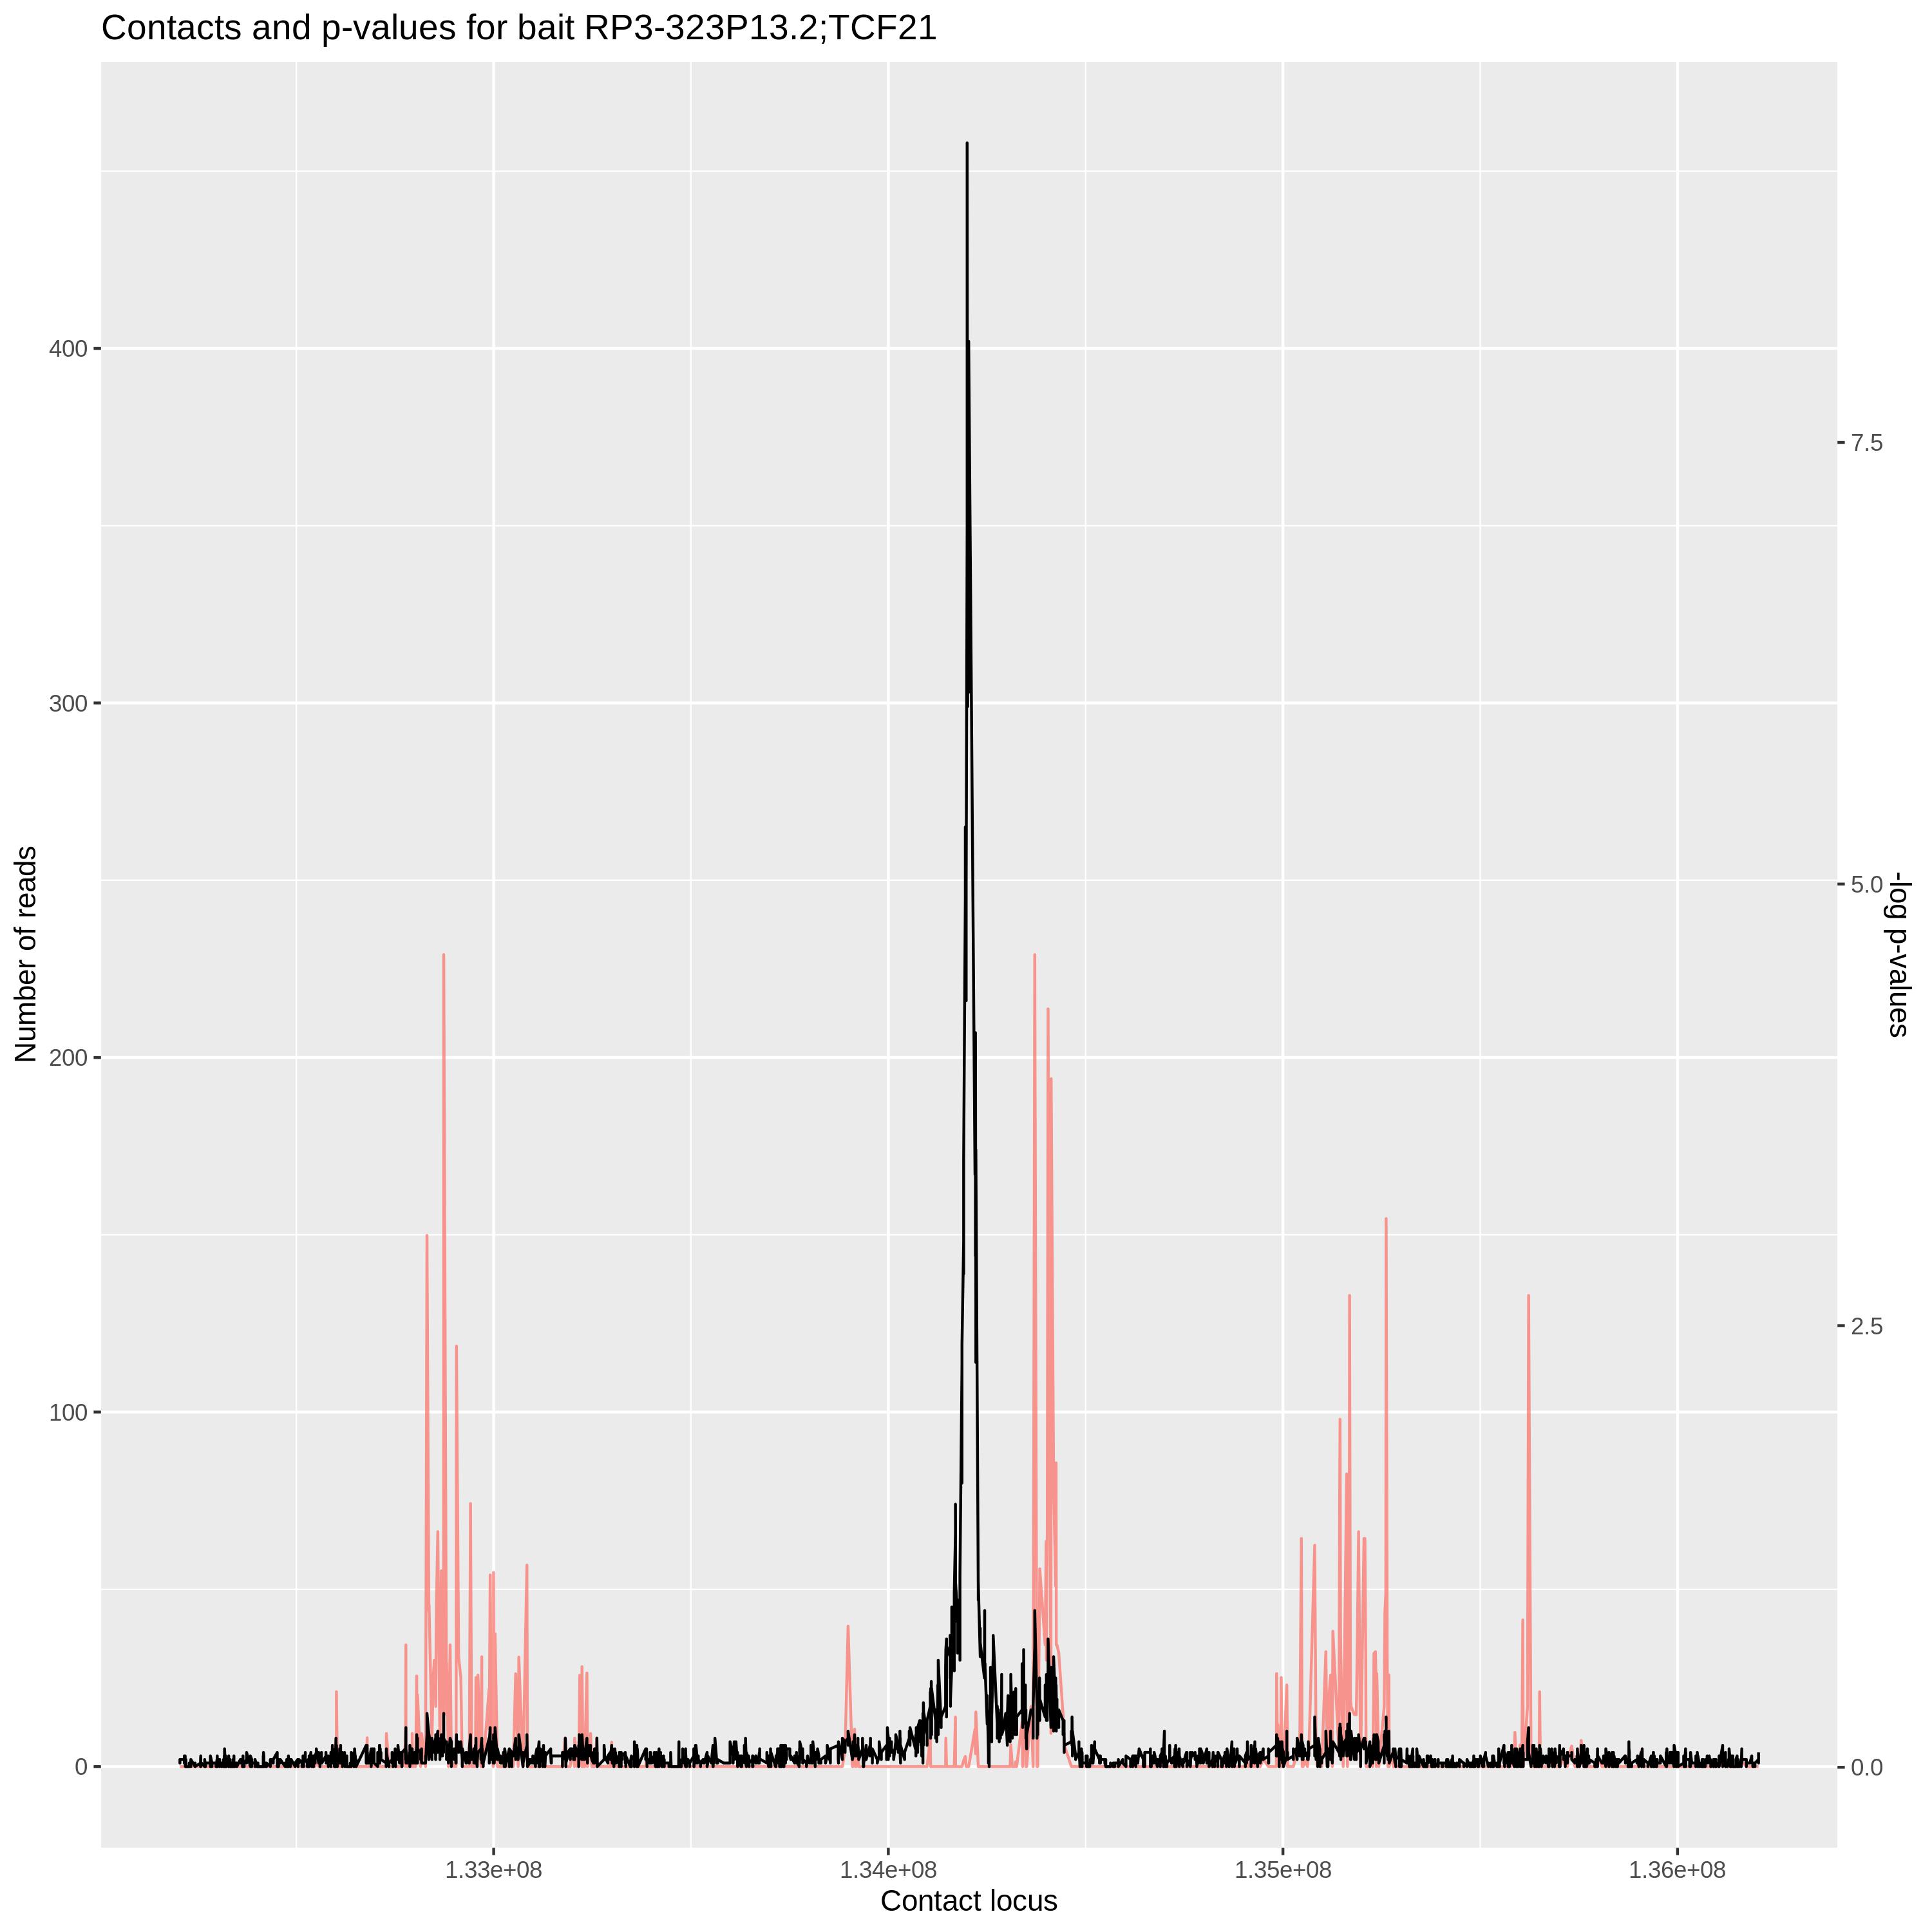 Contacts and p-values for bait RP3-323P13.2;TCF21
400
300
200
100
0
Number of reads
7.5
5.0
2.5
0.0
-log p-values
1.33e+08
1.34e+08
1.35e+08
1.36e+08
Contact locus